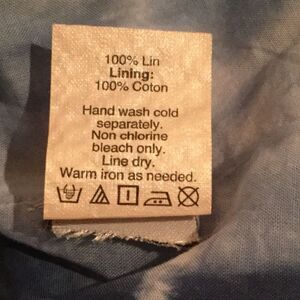 100% Lin
Lining:
100% Coton
Hand wash cold
separately.
Non chlorine
bleach only.
Line dry.
Warm iron as needed.